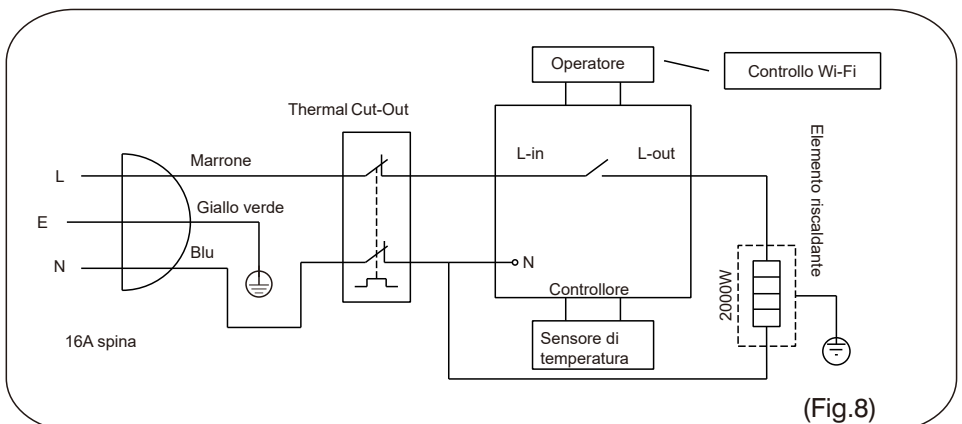 Operatore
Controllo Wi-Fi
Thermal Cut-Out
Marrone
L-in
L-out
L
Giallo verde
E
Blu
N
N
Elemento riscaldante
2000W
Controllore
16A spina
Sensore di
temperatura
(Fig.8)